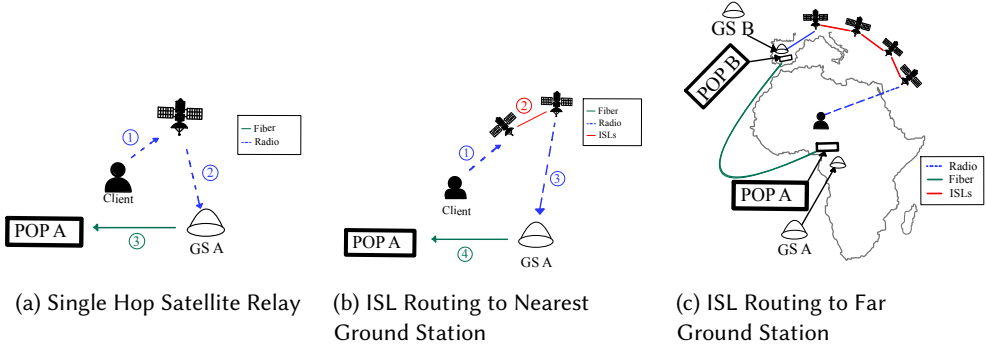 ①
②
Client
③
POP A
GS A
Fiber
Radio
(a) Single Hop Satellite Relay
①
②
③
Client
④
POP A
GS A
Fiber
Radio
ISLs
(b) ISL Routing to Nearest
Ground Station
GS B
POP B
POP A
GS A
Radio
Fiber
ISLs
(c) ISL Routing to Far
Ground Station